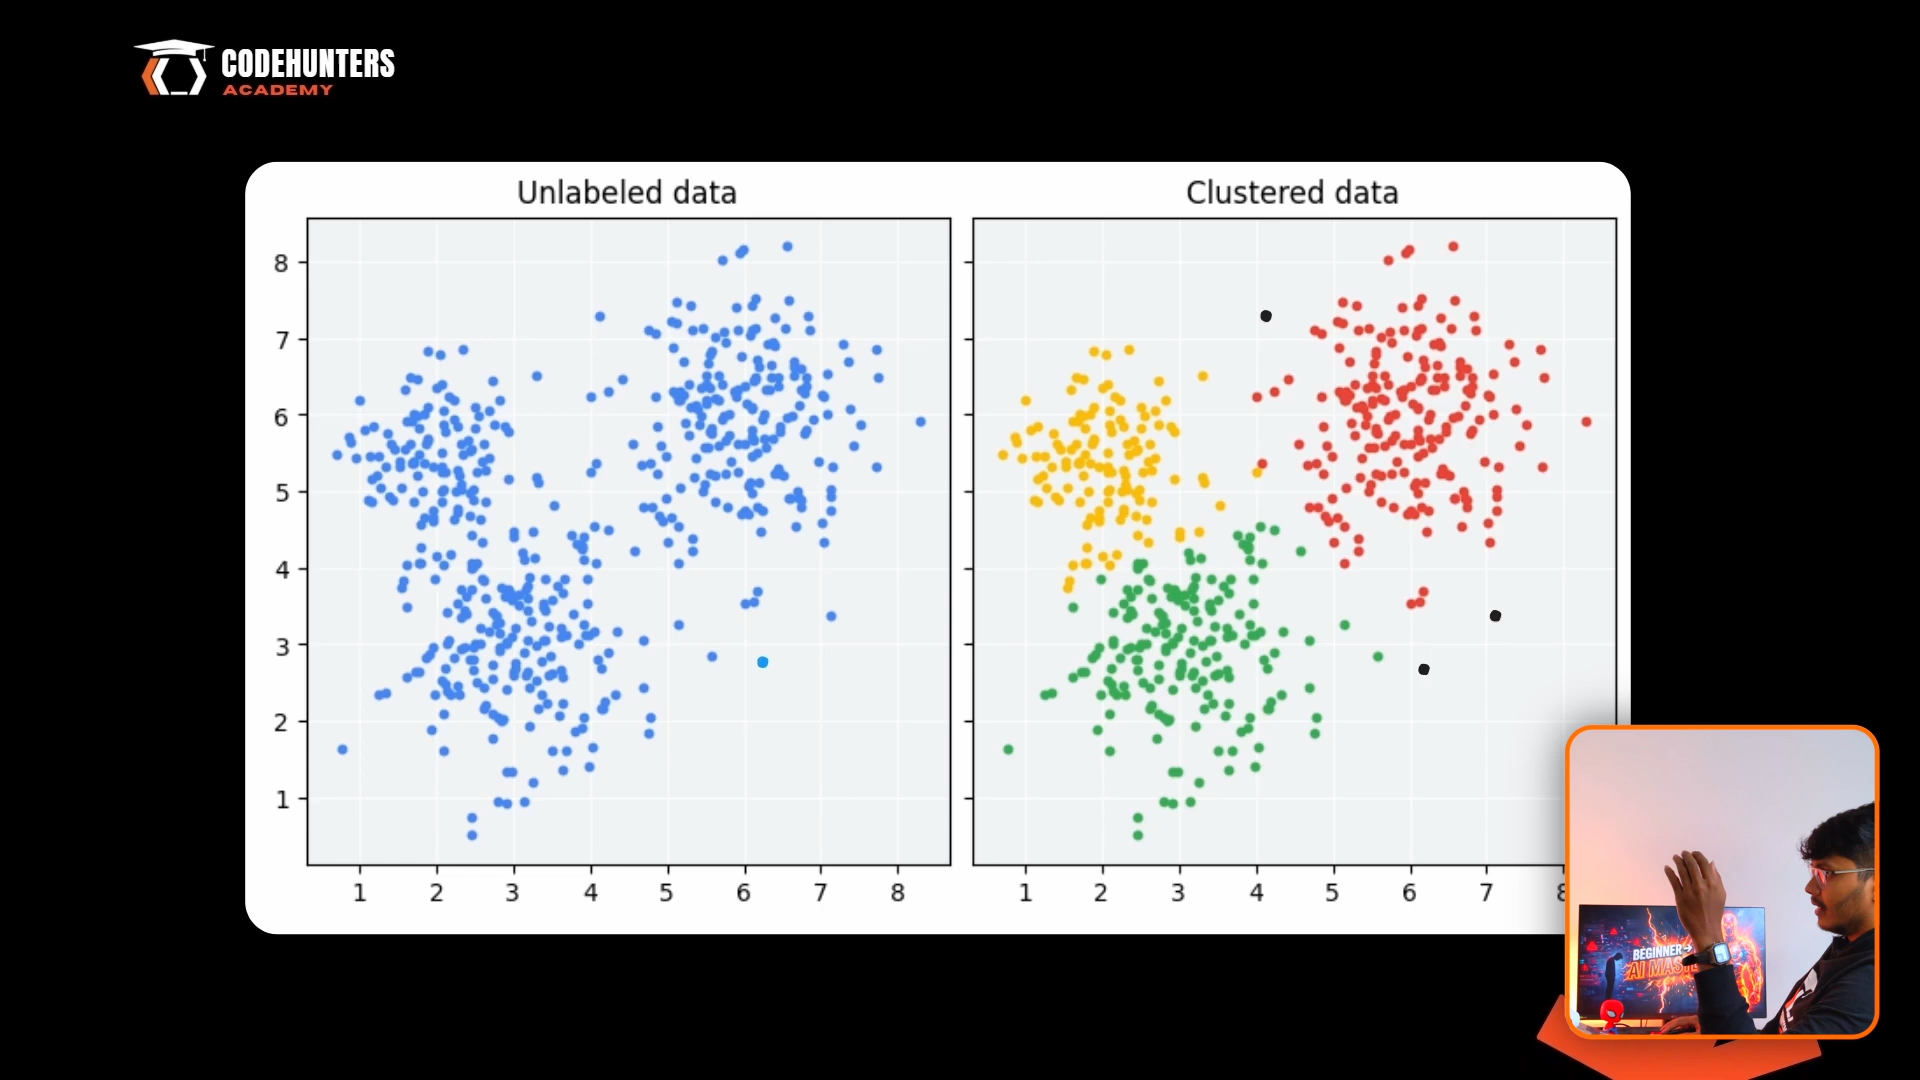 CODEHUNTERS
ACADEMY
Unlabeled data
Clustered data
8
7
6
5
4
3
2
1
1 2 3 4 5 6 7 8
1 2 3 4 5 6 7
BEGINNER→